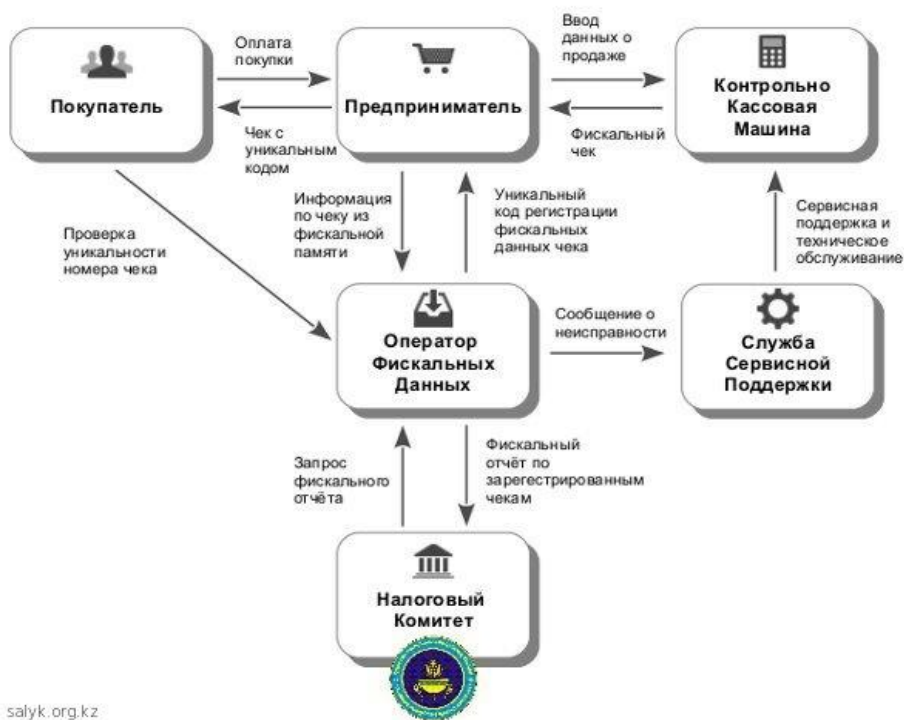 Покупатель
Оплата
покупки
Чек с
уникальным
кодом
Предприниматель
Ввод
данных о
продаже
Фискальный
чек
Контрольно
Кассовая
Машина
Проверка
уникальности
номера чека
Информация
по чеку из
фискальной
памяти
Уникальный
код регистрации
фискальных
данных чека
Сервисная
поддержка и
техническое
обслуживание
Оператор
Фискальных
Данных
Сообщение о
неисправности
Служба
Сервисной
Поддержки
Запрос
фискального
отчёта
Фискальный
отчёт по
зарегестрированным
чекам
Налоговый
Комитет
salyk.org.kz